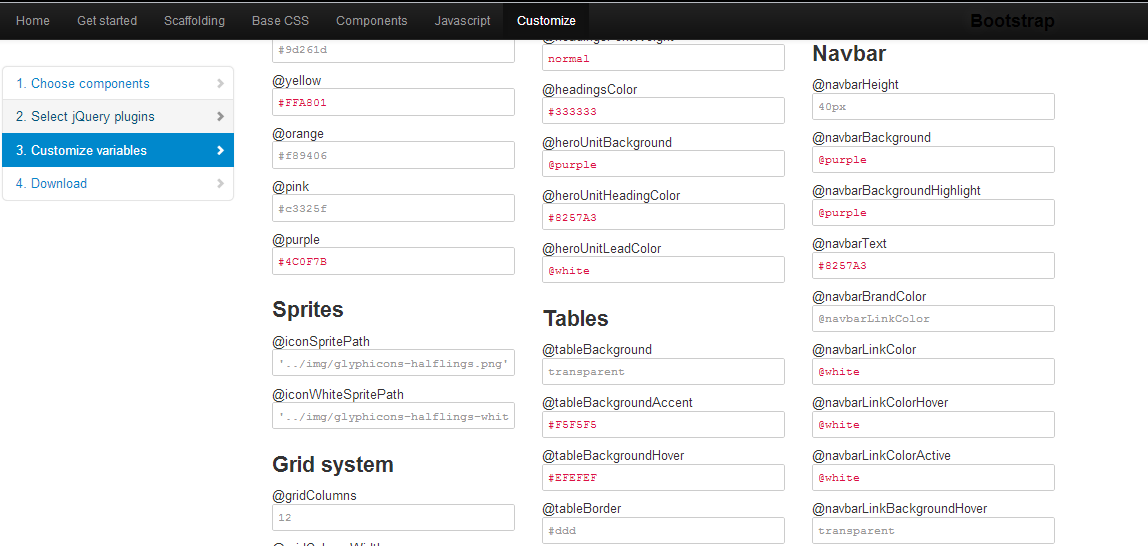 Home Get started Scaffolding Base CSS Components Javascript Customize Bootstrap
1. Choose components
2. Select jQuery plugins
3. Customize variables
4. Download
#9d261d
@yellow
#FFA801
@orange
#f89406
@pink
#c3325f
@purple
#4C0F7B
Sprites
@iconSpritePath
'../img/glyphicons-halflings.png'
@iconWhiteSpritePath
'../img/glyphicons-halflings-whit
Grid system
@gridColumns
12
@gridColumnWidth
@headingsFontWeight
normal
@headingsColor
#333333
@heroUnitBackground
@purple
@heroUnitHeadingColor
#8257A3
@heroUnitLeadColor
@white
Tables
@tableBackground
transparent
@tableBackgroundAccent
#F5F5F5
@tableBackgroundHover
#EFEFEF
@tableBorder
#ddd
Navbar
@navbarHeight
40px
@navbarBackground
@purple
@navbarBackgroundHighlight
@purple
@navbarText
#8257A3
@navbarBrandColor
@navbarLinkColor
@navbarLinkColor
@white
@navbarLinkColorHover
@white
@navbarLinkColorActive
@white
@navbarLinkBackgroundHover
transparent